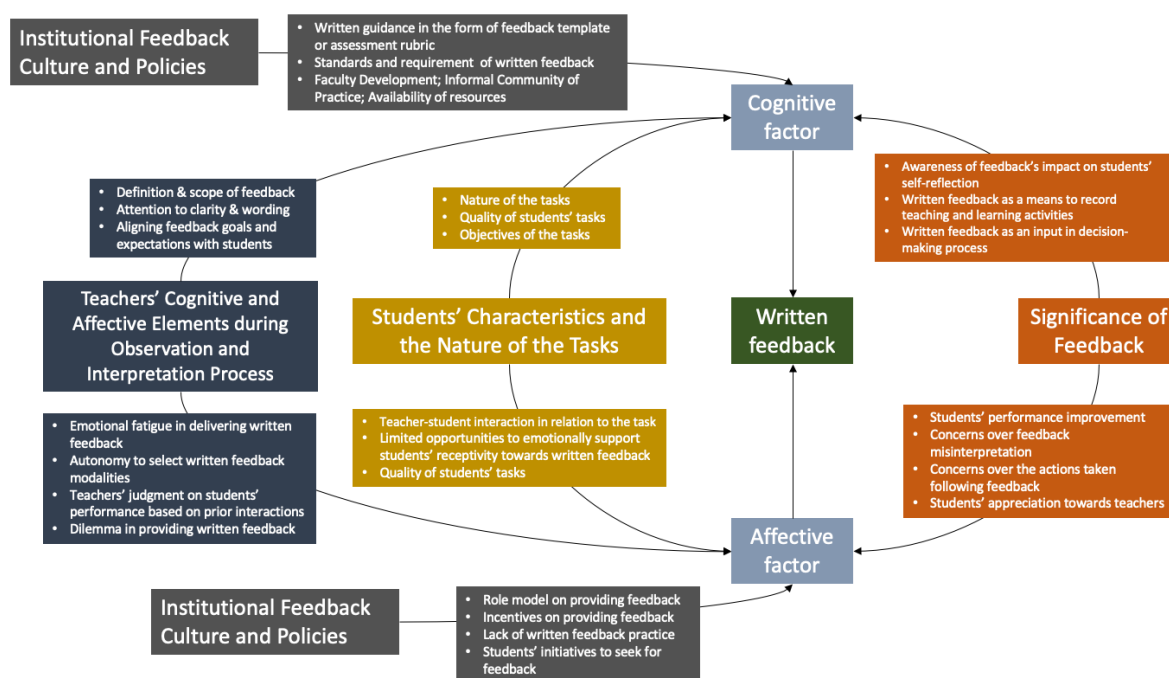 Institutional Feedback
Culture and Policies
• Written guidance in the form of feedback template
or assessment rubric
• Standards and requirement of written feedback
• Faculty Development; Informal Community of
Practice; Availability of resources
Cognitive
factor
• Definition & scope of feedback
• Attention to clarity & wording
• Aligning feedback goals and
expectations with students
• Nature of the tasks
• Quality of students' tasks
• Objectives of the tasks
• Awareness of feedback's impact on students'
self-reflection
• Written feedback as a means to record
teaching and learning activities
• Written feedback as an input in decision-
making process
Teachers' Cognitive and
Affective Elements during
Observation and
Interpretation Process
Students' Characteristics and
the Nature of the Tasks
Written
feedback
Significance of
Feedback
• Emotional fatigue in delivering written
feedback
• Autonomy to select written feedback
modalities
• Teachers' judgment on students'
performance based on prior interactions
• Dilemma in providing written feedback
• Teacher-student interaction in relation to the task
• Limited opportunities to emotionally support
students' receptivity towards written feedback
• Quality of students' tasks
• Students' performance improvement
• Concerns over feedback
misinterpretation
• Concerns over the actions taken
following feedback
• Students' appreciation towards teachers
Affective
factor
Institutional Feedback
Culture and Policies
• Role model on providing feedback
• Incentives on providing feedback
• Lack of written feedback practice
• Students' initiatives to seek for
feedback